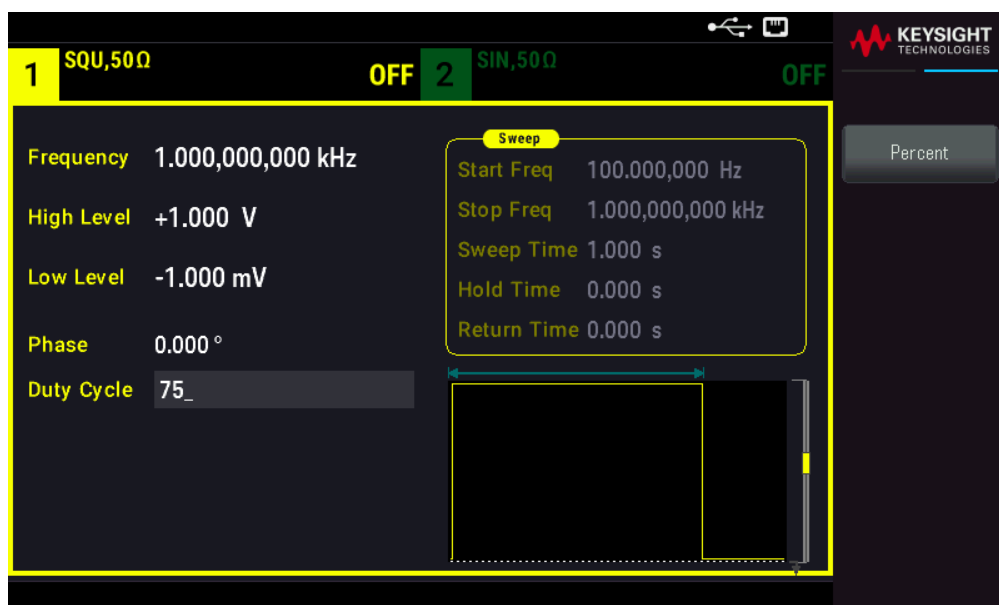 KEYSIGHT
TECHNOLOGIES
1 SQU,50Ω OFF 2 SIN,50Ω OFF
Frequency 1.000,000,000 kHz
High Level +1.000 V
Low Level -1.000 mV
Phase 0.000 °
Duty Cycle 75_
Sweep
Start Freq 100.000,000 Hz
Stop Freq 1.000,000,000 kHz
Sweep Time 1.000 s
Hold Time 0.000 s
Return Time 0.000 s
Percent